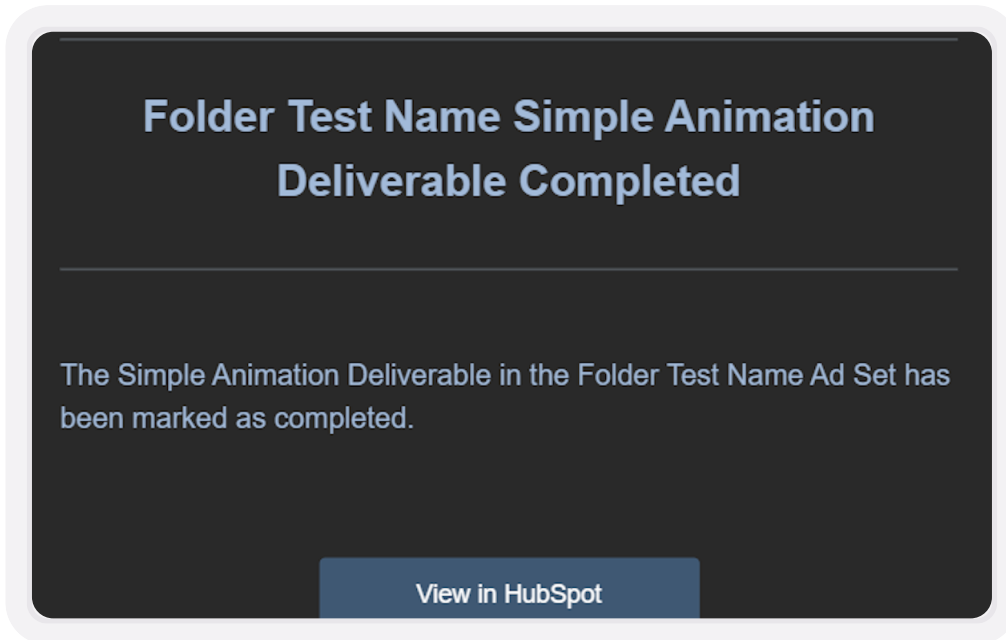 Folder Test Name Simple Animation
Deliverable Completed
The Simple Animation Deliverable in the Folder Test Name Ad Set has
been marked as completed.
View in HubSpot